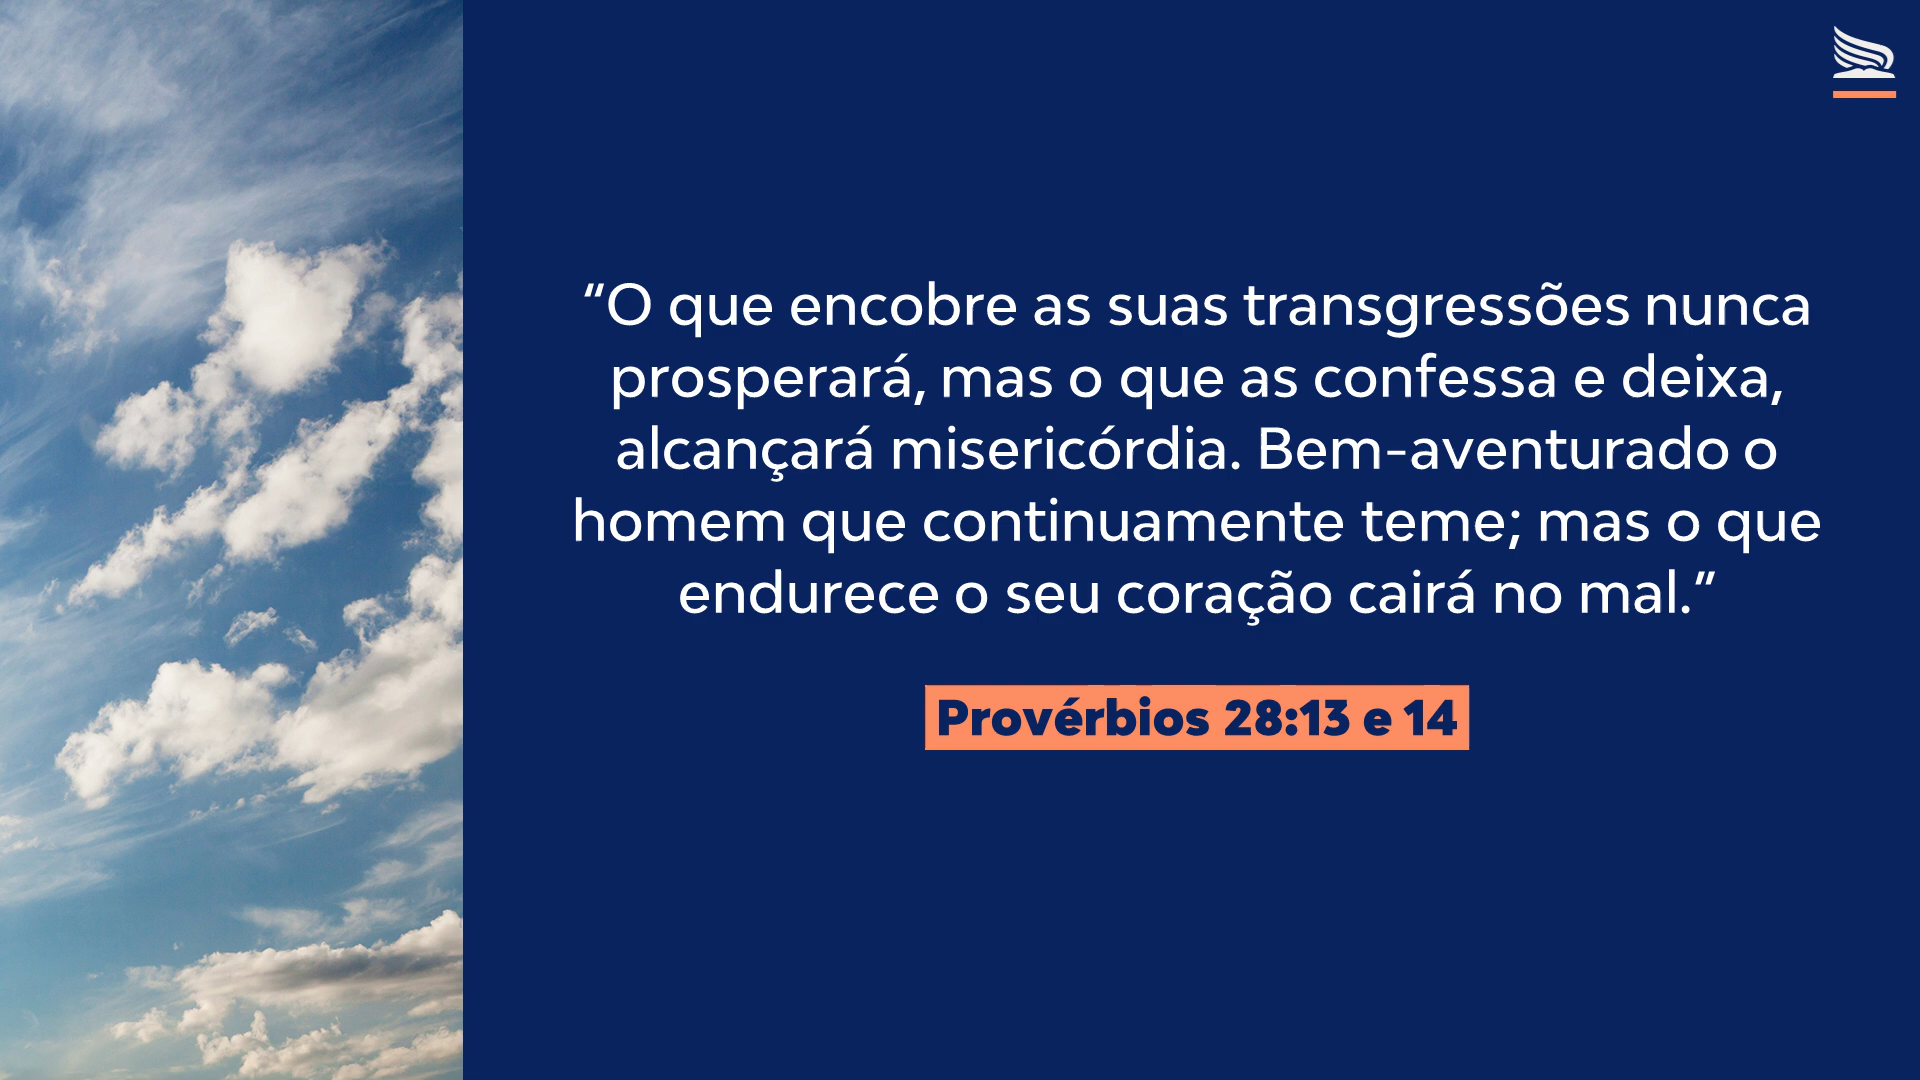 “O que encobre as suas transgressões nunca
prosperará, mas o que as confessa e deixa,
alcançará misericórdia. Bem-aventurado o
homem que continuamente teme; mas o que
endurece o seu coração cairá no mal.”
Provérbios 28:13 e 14